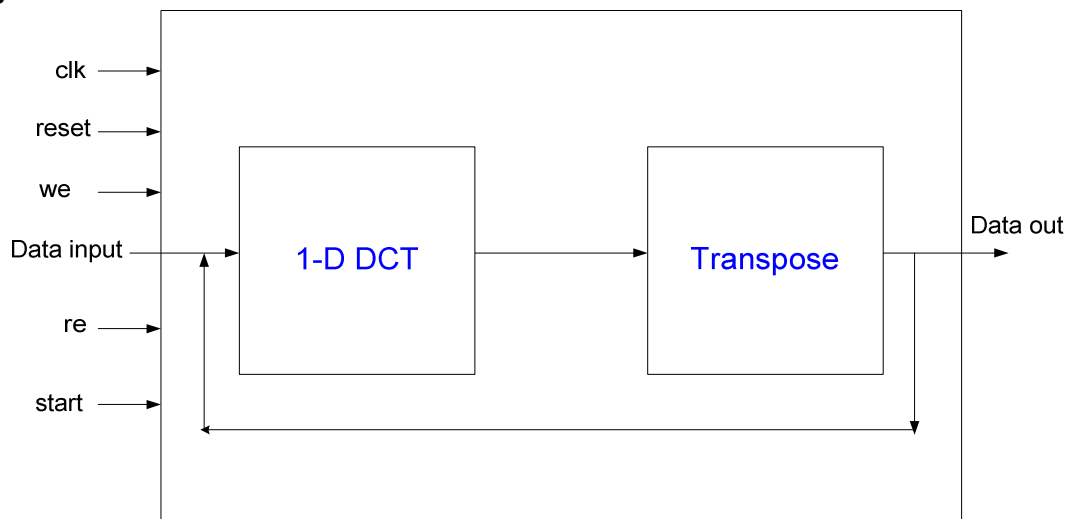 clk
reset
we
Data input
re
start
1-D DCT
Transpose
Data out